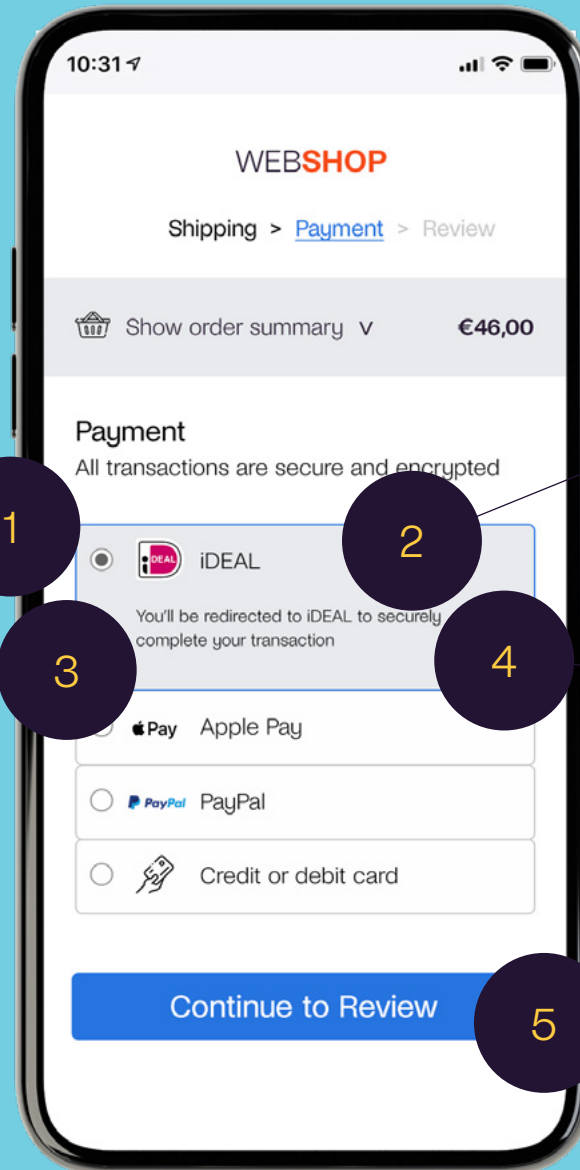 10:31
WEBSHOP
Shipping > Payment > Review
Show order summary v €46,00
Payment
All transactions are secure and encrypted
1
2
iDEAL iDEAL
You'll be redirected to iDEAL to securely
complete your transaction
3
4
Pay Apple Pay
PayPal PayPal
Credit or debit card
Continue to Review
5